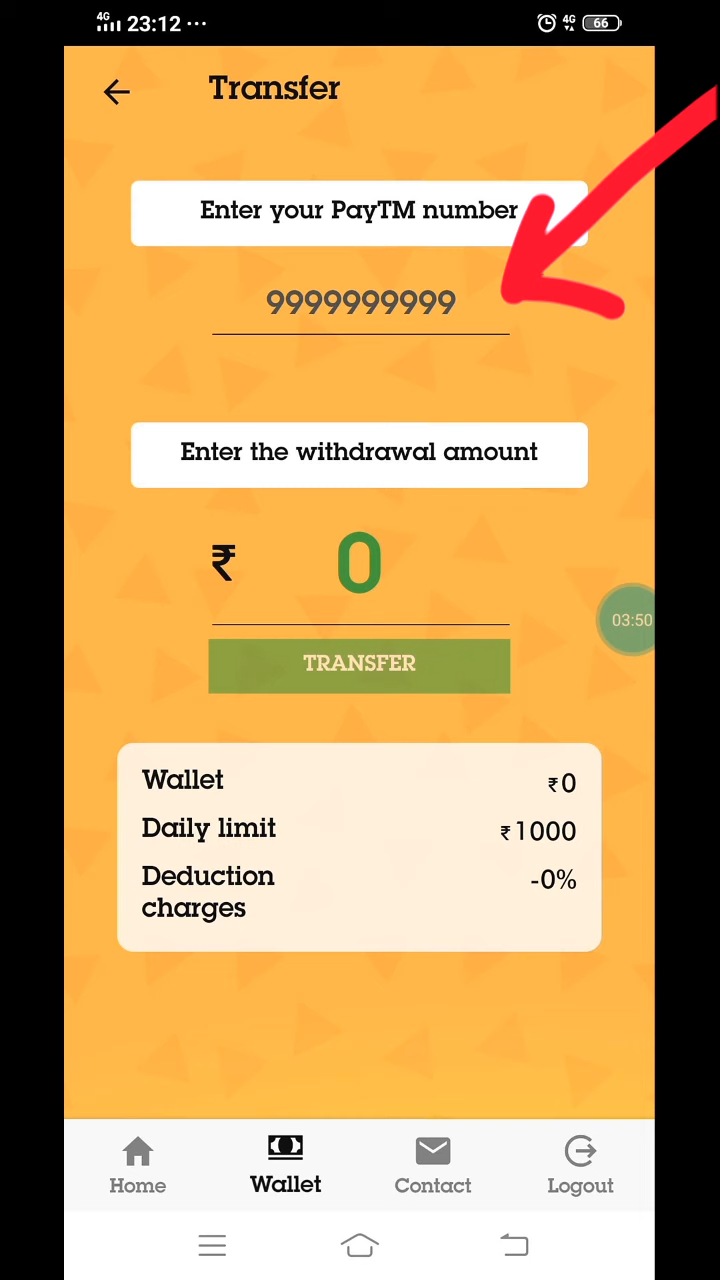 4G 23:12 ...
4G 66
Transfer
Enter your PayTM number
9999999999
Enter the withdrawal amount
₹ 0
03:50
TRANSFER
Wallet ₹0
Daily limit ₹1000
Deduction -0%
charges
Home Wallet Contact Logout